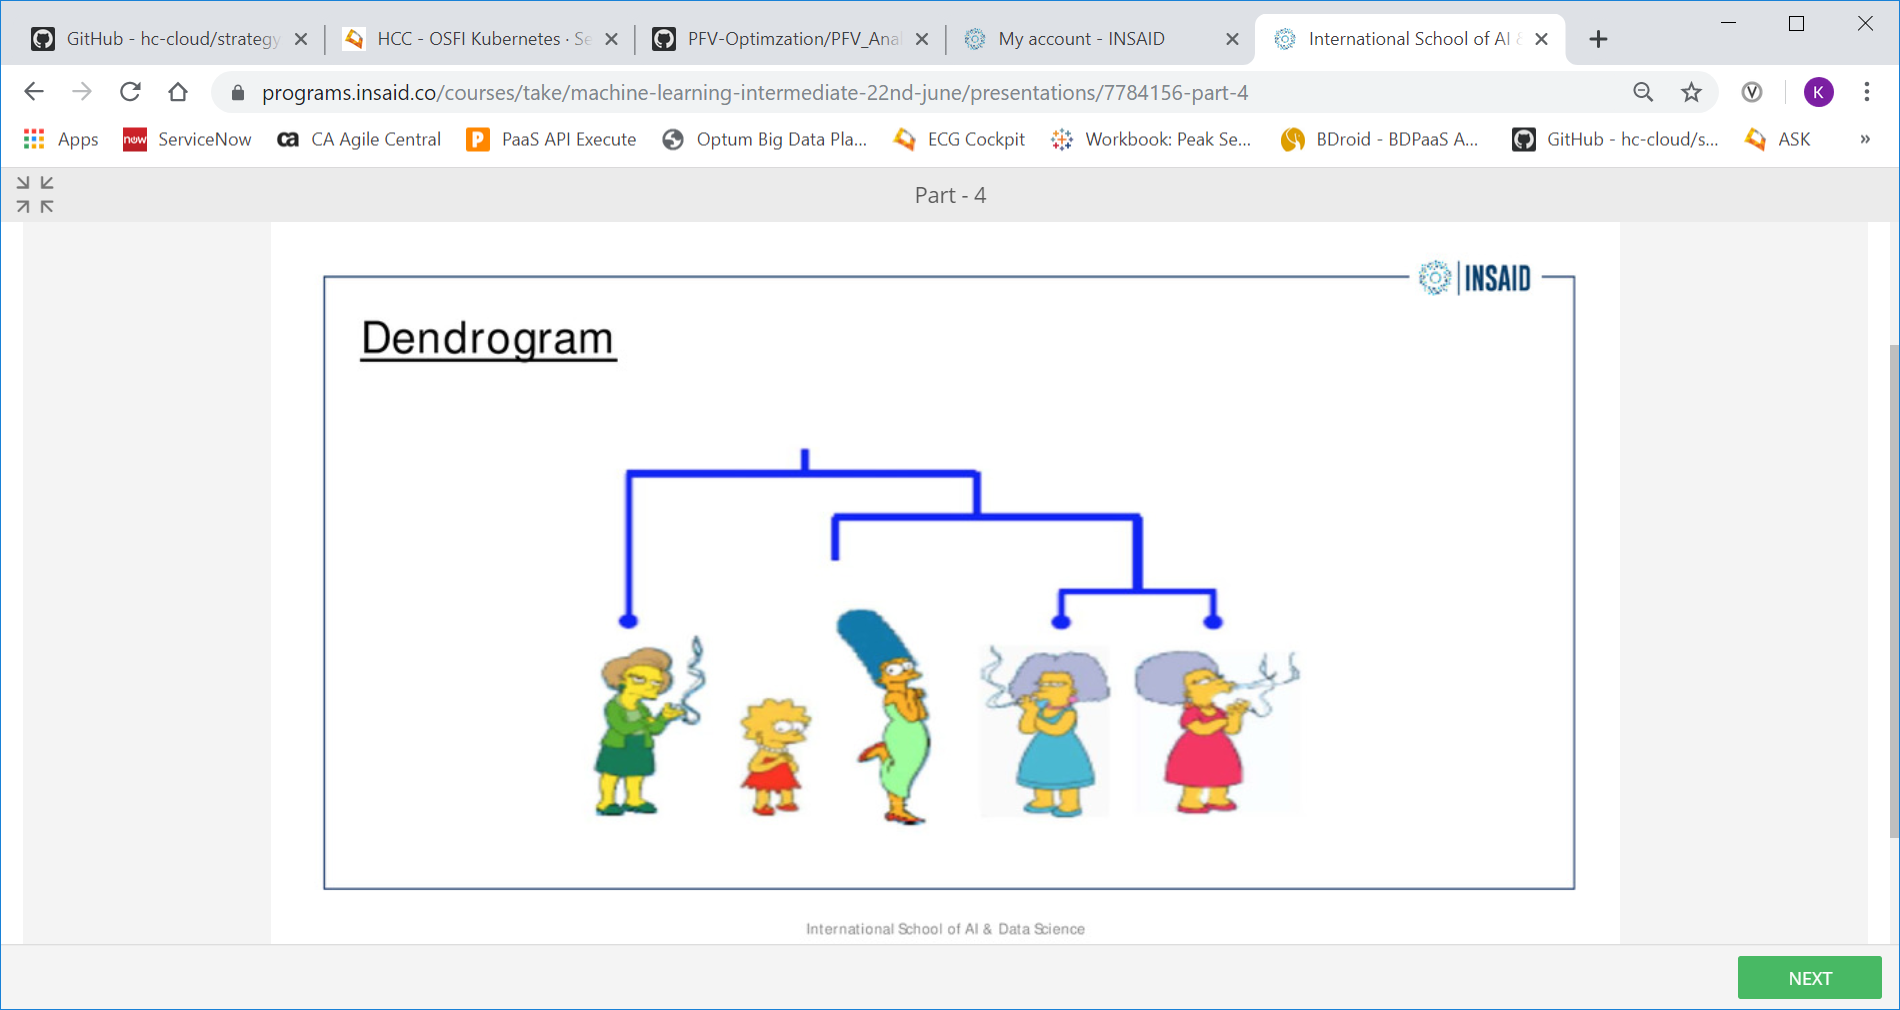 GitHub - hc-cloud/strategy
HCC - OSFI Kubernetes · Se
PFV-Optimzation/PFV_Anal
My account - INSAID
International School of AI &
programs.insaid.co/courses/take/machine-learning-intermediate-22nd-june/presentations/7784156-part-4
K
Apps
now
ServiceNow
ca
CA Agile Central
P
PaaS API Execute
Optum Big Data Pla...
ECG Cockpit
Workbook: Peak Se...
BDroid - BDPaaS A...
GitHub - hc-cloud/s...
ASK
»
Part - 4
INSAID
Dendrogram
International School of AI & Data Science
NEXT